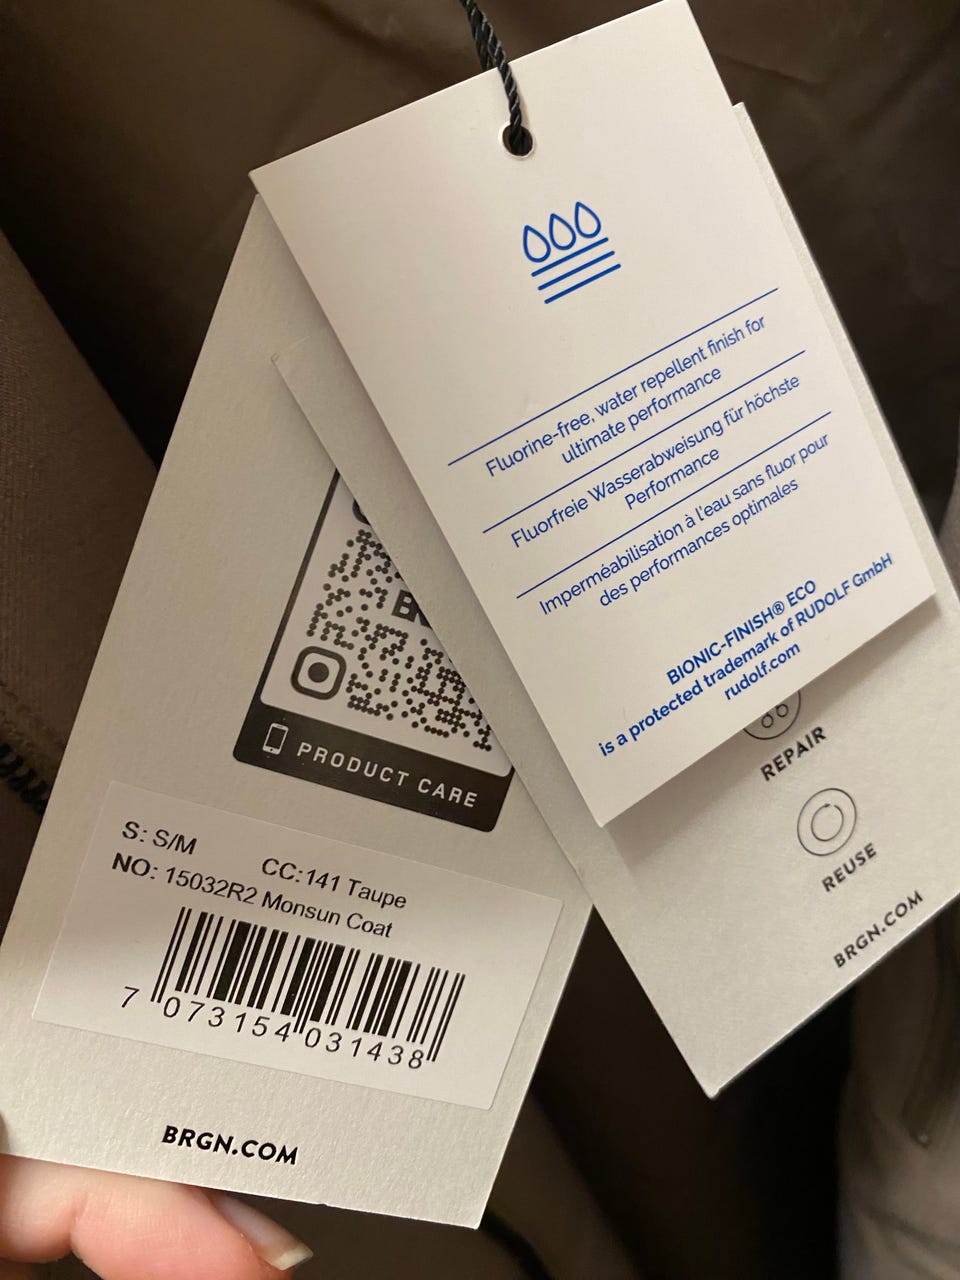 Fluorine-free, water repellent finish for
ultimate performance
Fluorfreie Wasserabweisung für höchste
Performance
Imperméabilisation à l'eau sans fluor pour
des performances optimales
BIONIC-FINISH® ECO
is a protected trademark of RUDOLF GmbH
rudolf.com
REPAIR
REUSE
BRGN.COM
PRODUCT CARE
S: S/M CC:141 Taupe
NO: 15032R2 Monsun Coat
7 073154 031438
BRGN.COM